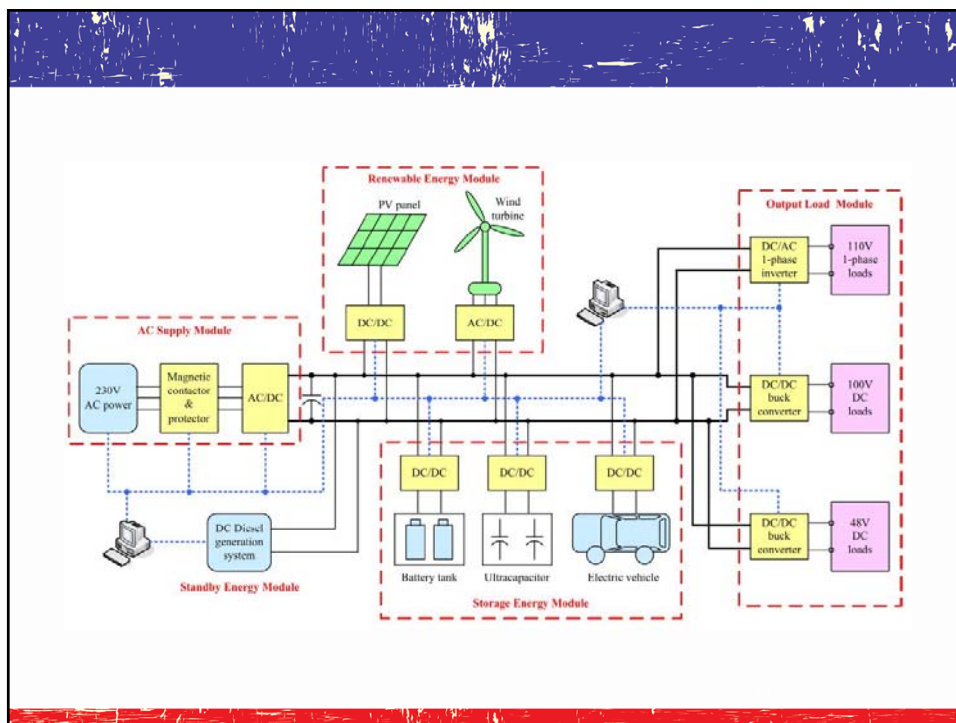 Renewable Energy Module
PV panel
Wind
turbine
DC/DC
AC/DC
AC Supply Module
230V
AC power
Magnetic
contactor
&
protector
AC/DC
DC Diesel
generation
system
Standby Energy Module
DC/DC
DC/DC
DC/DC
Battery tank
Ultracapacitor
Electric vehicle
Storage Energy Module
Output Load Module
DC/AC
1-phase
inverter
110V
1-phase
loads
DC/DC
buck
converter
100V
DC
loads
DC/DC
buck
converter
48V
DC
loads